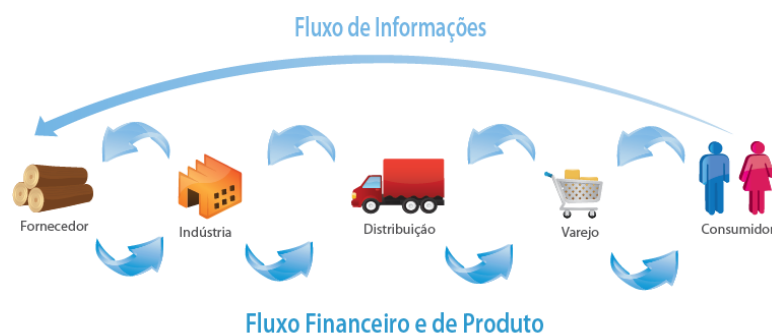 Fluxo de Informações
Fornecedor
Indústria
Distribuição
Varejo
Consumidor
Fluxo Financeiro e de Produto